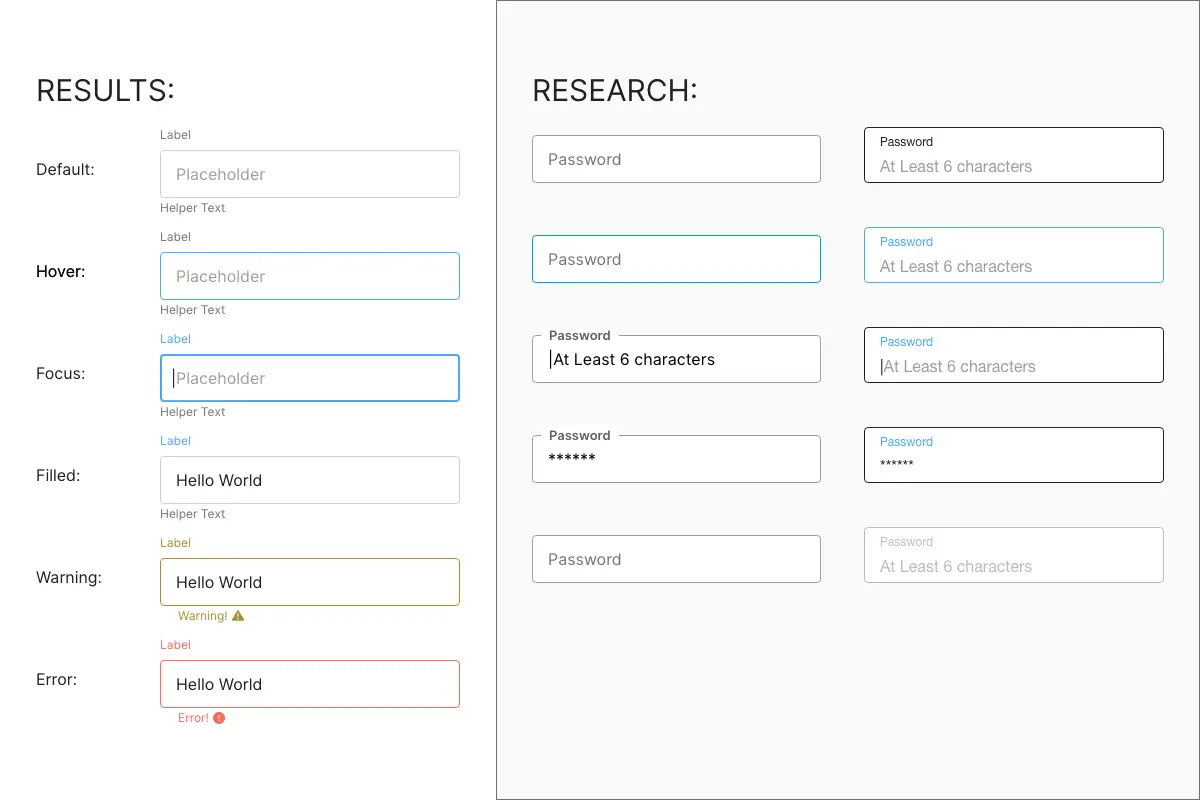 RESULTS:
Label
Default:
Placeholder
Helper Text
Label
Hover:
Placeholder
Helper Text
Label
Focus:
Placeholder
Helper Text
Label
Filled:
Hello World
Helper Text
Label
Warning:
Hello World
Warning!
Label
Error:
Hello World
Error!
RESEARCH:
Password
Password
At Least 6 characters
Password
Password
At Least 6 characters
Password
At Least 6 characters
Password
At Least 6 characters
Password
******
Password
******
Password
Password
At Least 6 characters